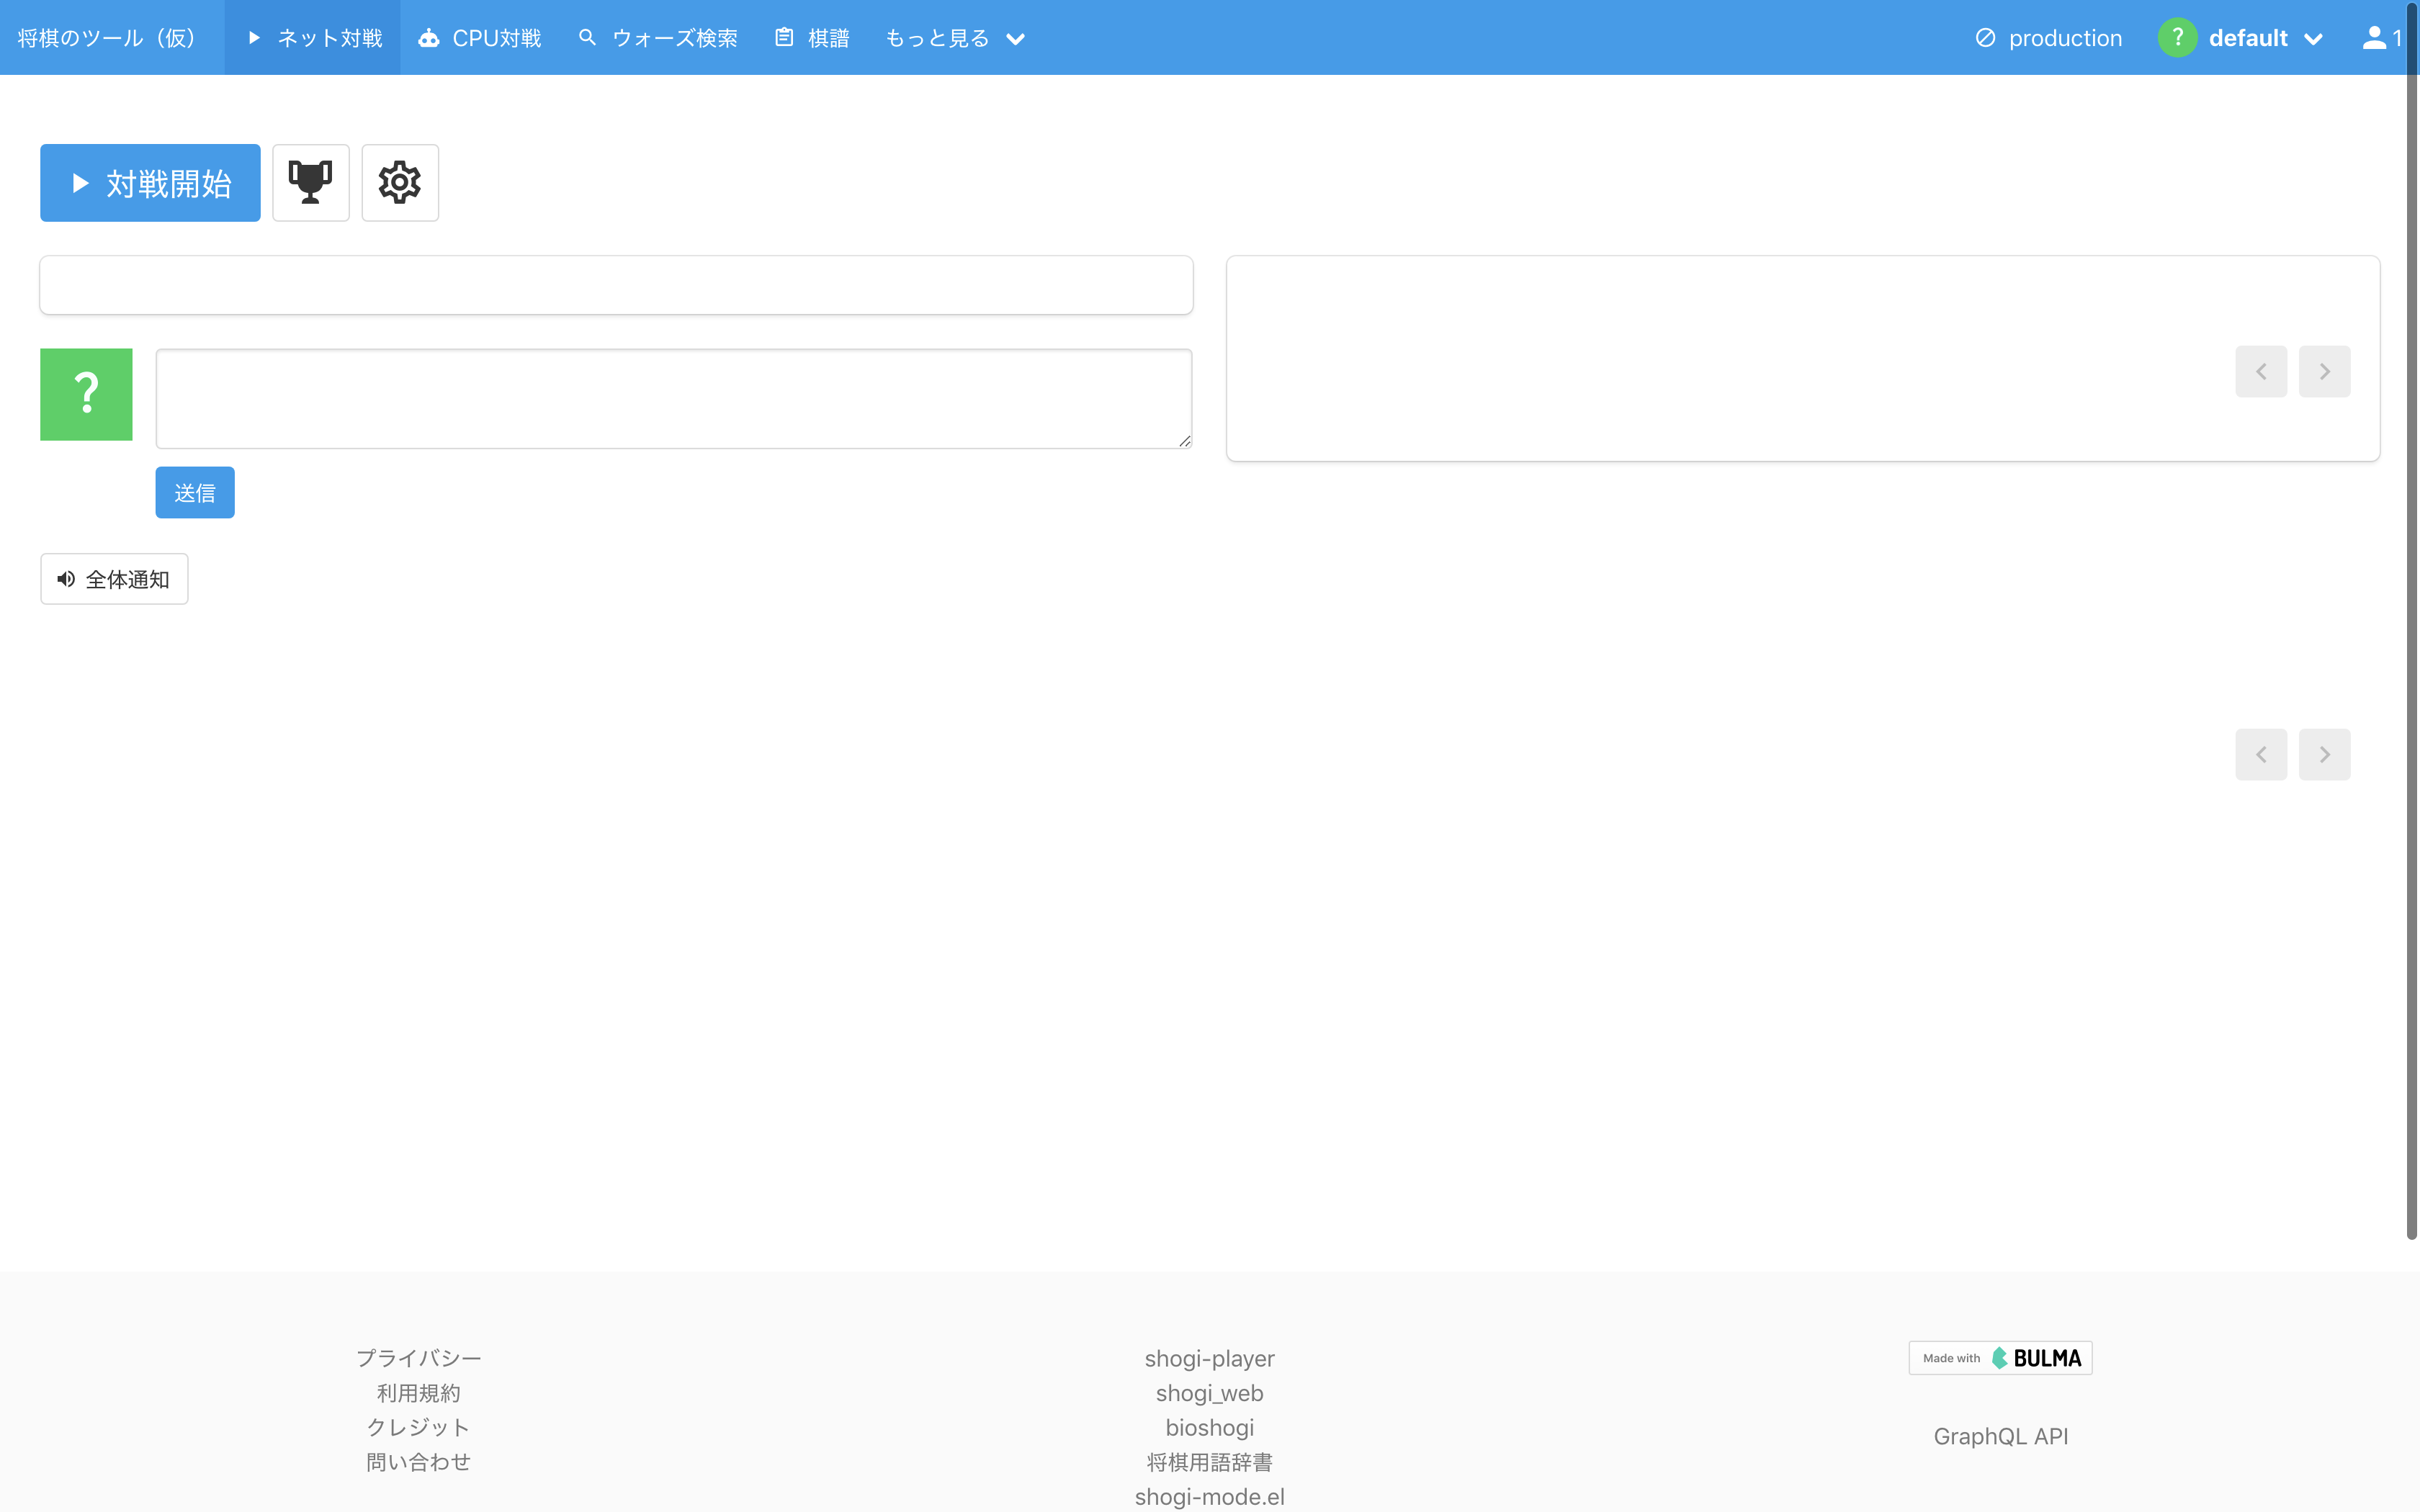 将棋のツール（仮） ネット対戦 CPU対戦 ウォーズ検索 棋譜 もっと見る production ? default 1
対戦開始
?
送信
全体通知
プライバシー
利用規約
クレジット
問い合わせ
shogi-player
shogi_web
bioshogi
将棋用語辞書
shogi-mode.el
Made with BULMA
GraphQL API